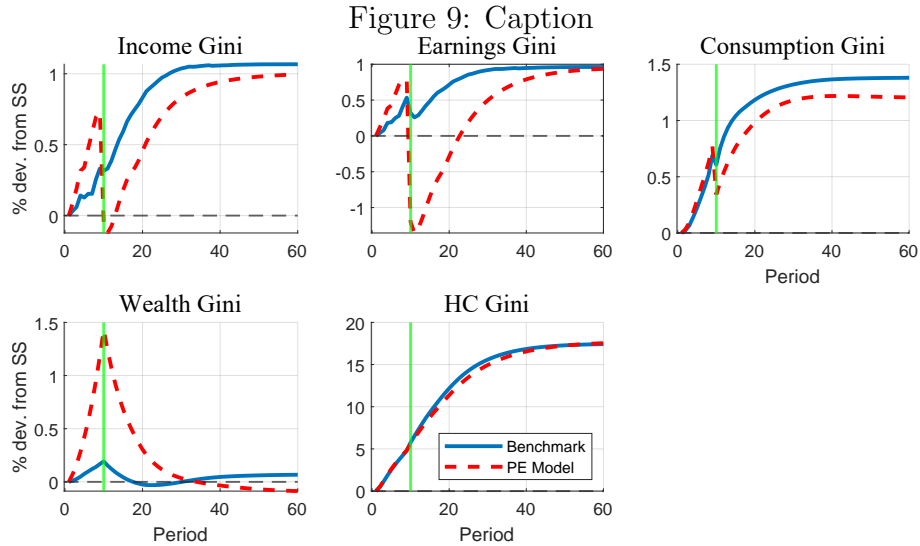 Figure 9: Caption
Income Gini
% dev. from SS
1
0.5
0
0 20 40 60
Earnings Gini
1
0.5
0
-0.5
-1
0 20 40 60
Consumption Gini
1.5
1
0.5
0
0 20 40 60
Period
Wealth Gini
% dev. from SS
1.5
1
0.5
0
0 20 40 60
Period
HC Gini
20
15
10
5
0
0 20 40 60
Period
Benchmark
PE Model